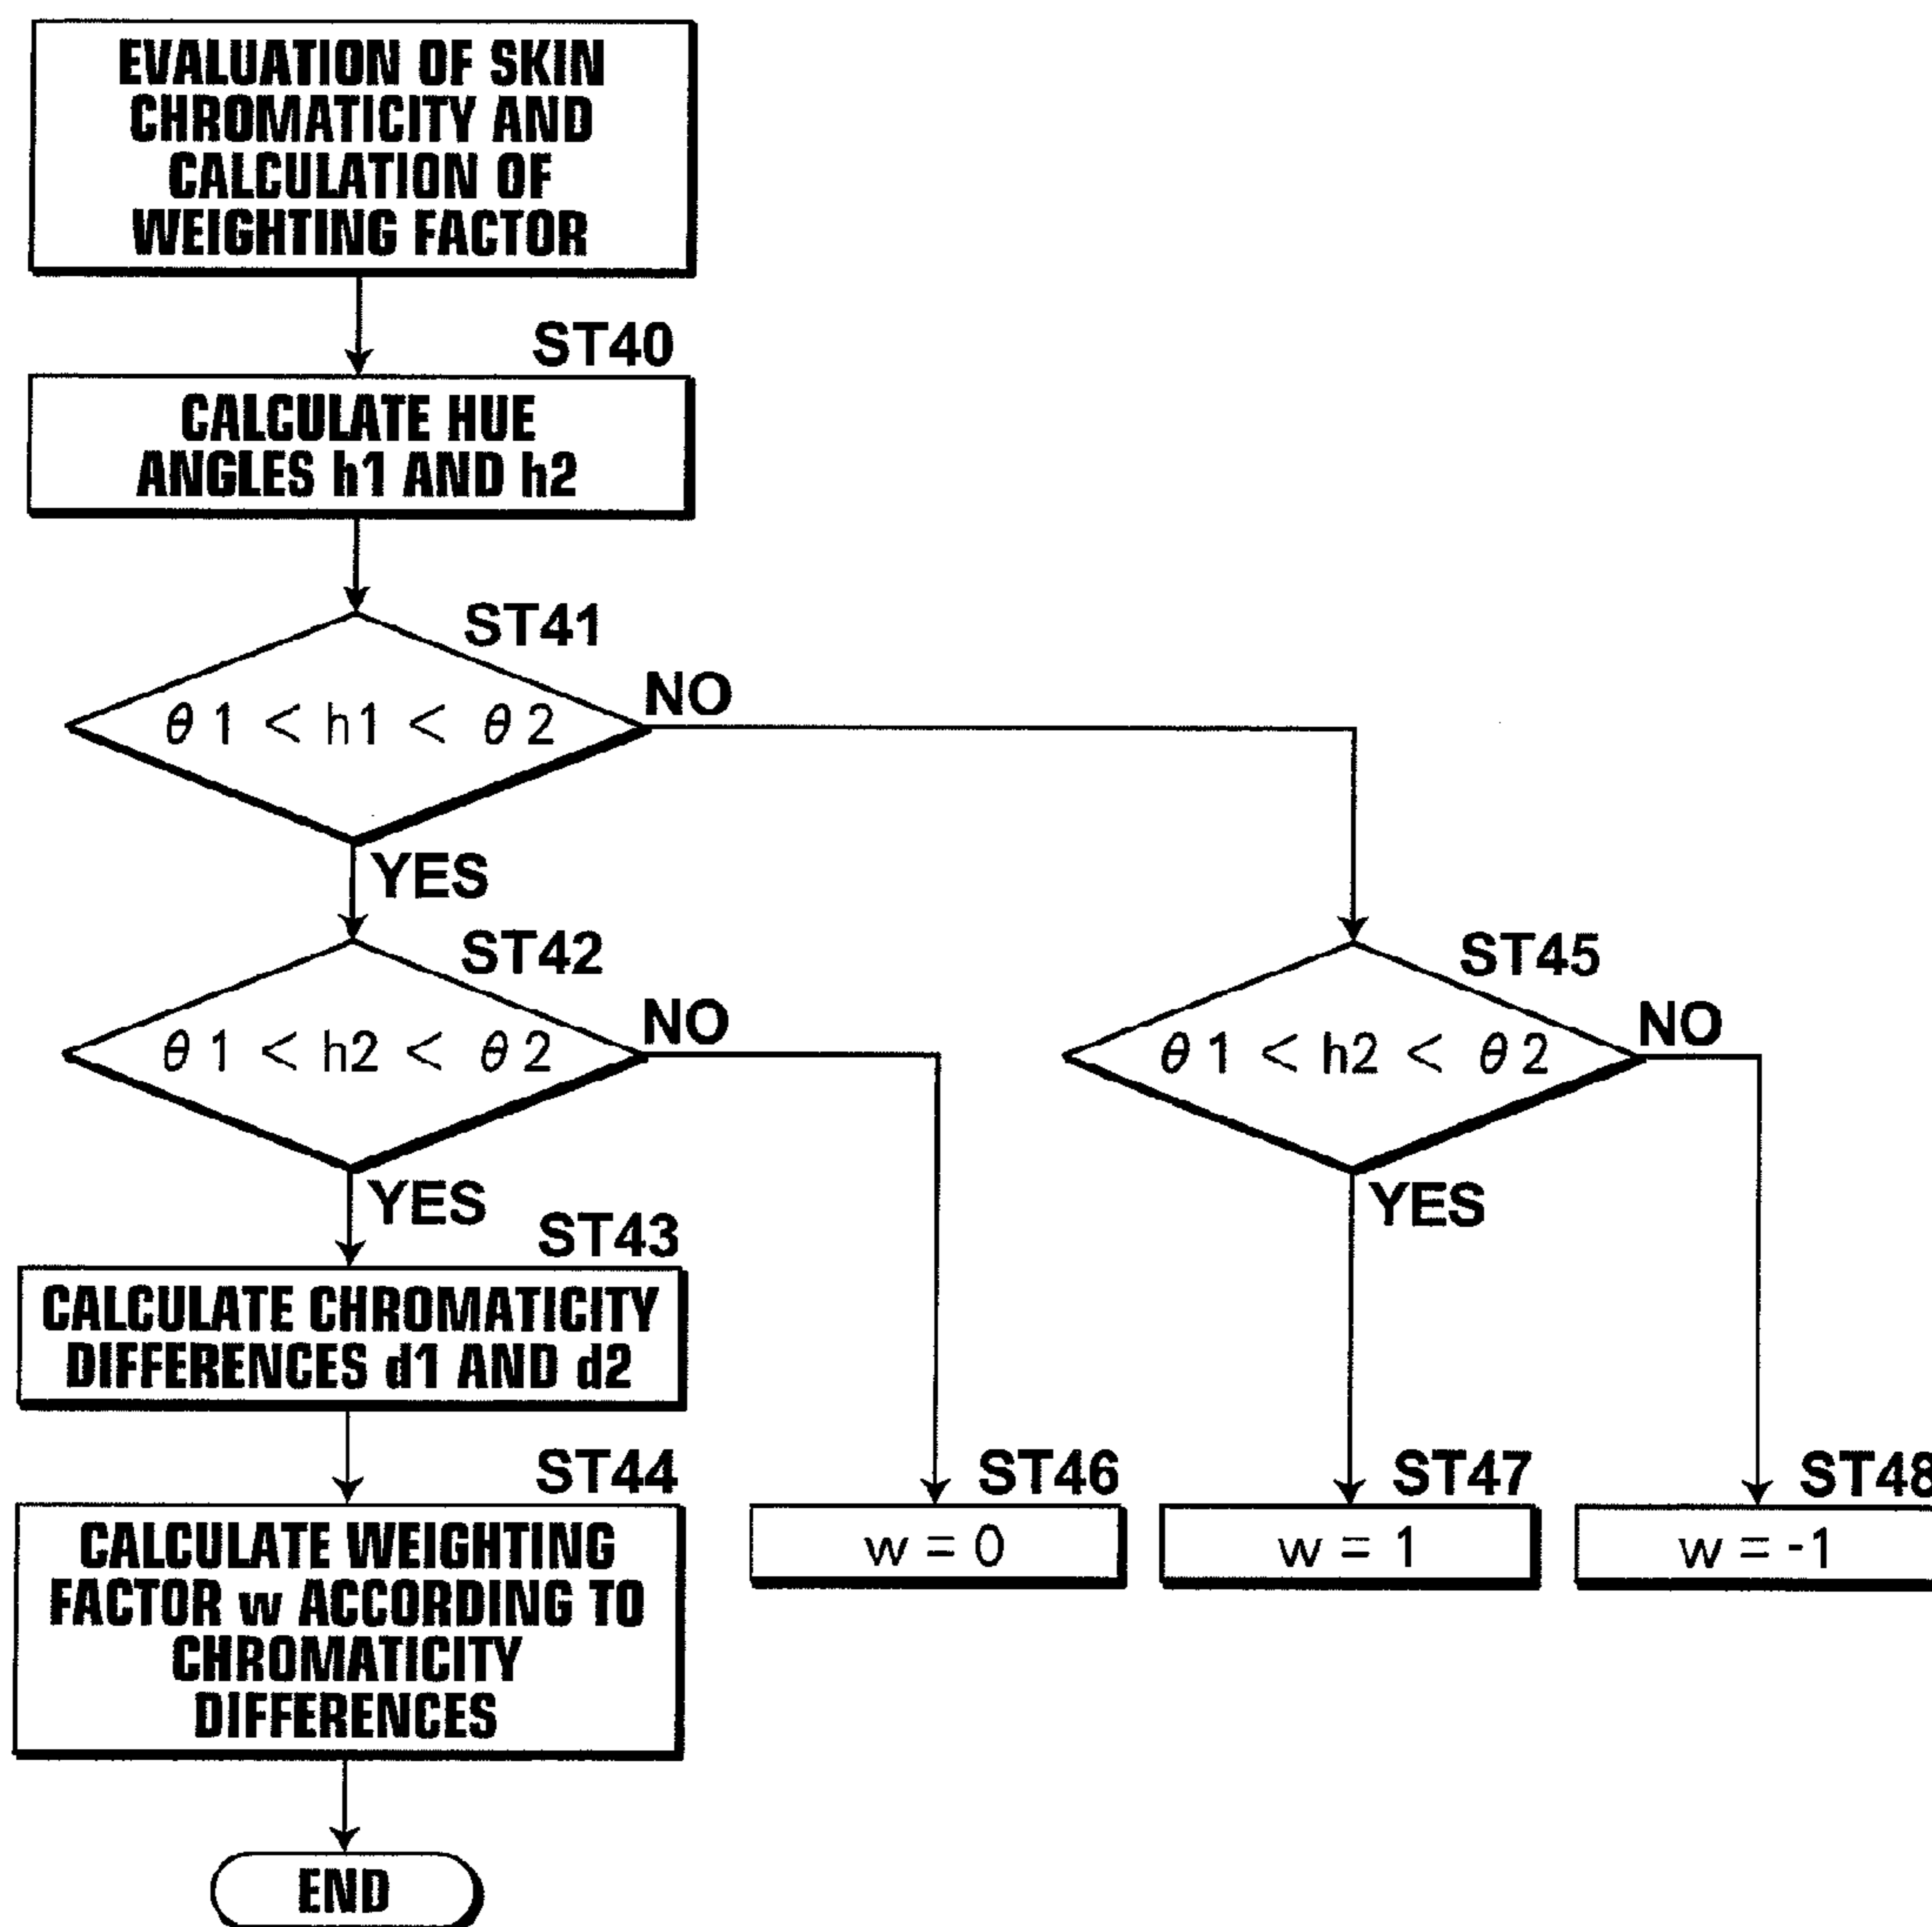 EVALUATION OF SKIN
CHROMATICITY AND
CALCULATION OF
WEIGHTING FACTOR
ST40
CALCULATE HUE
ANGLES h1 AND h2
ST41
θ1 < h1 < θ2
NO
YES
ST42
θ1 < h2 < θ2
NO
YES
ST45
θ1 < h2 < θ2
NO
YES
ST43
CALCULATE CHROMATICITY
DIFFERENCES d1 AND d2
ST44
CALCULATE WEIGHTING
FACTOR w ACCORDING TO
CHROMATICITY
DIFFERENCES
ST46
w = 0
ST47
w = 1
ST48
w = -1
END